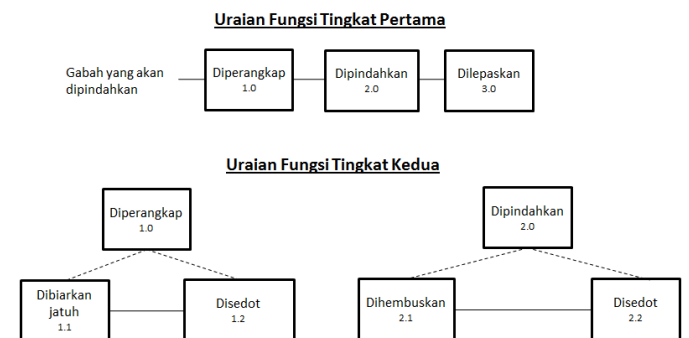 Uraian Fungsi Tingkat Pertama
Gabah yang akan
dipindahkan
Diperangkap
1.0
Dipindahkan
2.0
Dilepaskan
3.0
Uraian Fungsi Tingkat Kedua
Diperangkap
1.0
Dipindahkan
2.0
Dibiarkan
jatuh
1.1
Disedot
1.2
Dihembuskan
2.1
Disedot
2.2